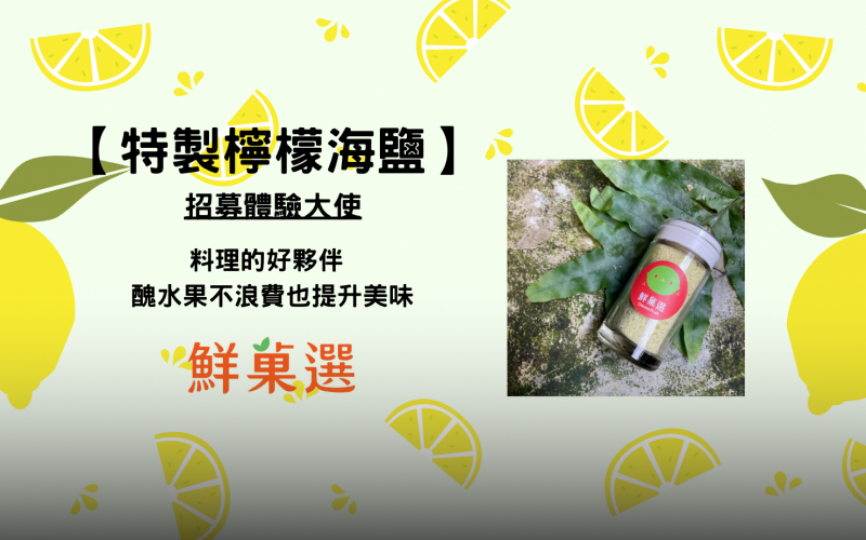 【特製檸檬海鹽】
招募體驗大使
料理的好夥伴
醜水果不浪費也提升美味
鮮菓選
鮮菓選